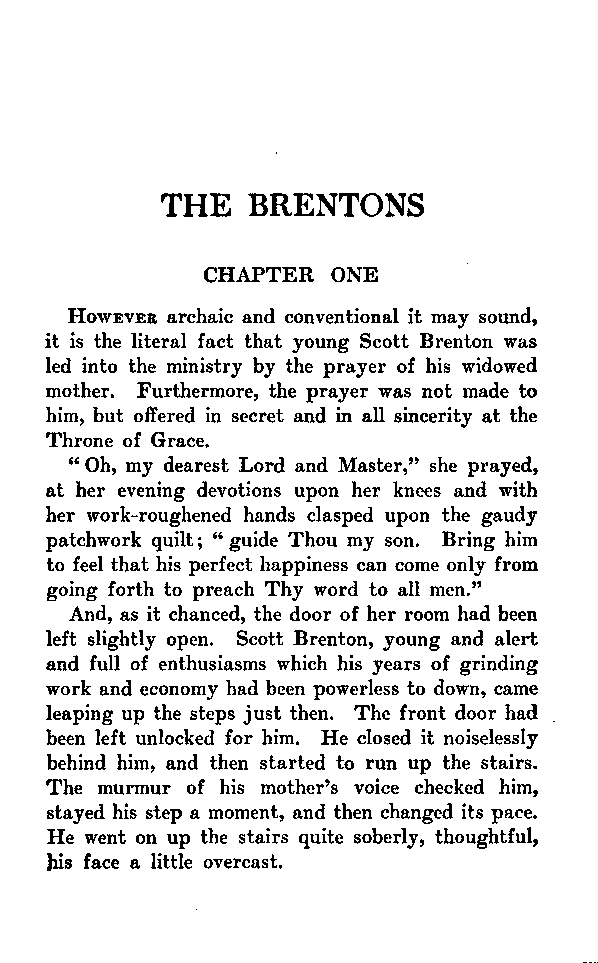 THE BRENTONS
CHAPTER ONE
However archaic and conventional it may sound,
it is the literal fact that young Scott Brenton was
led into the ministry by the prayer of his widowed
mother. Furthermore, the prayer was not made to
him, but offered in secret and in all sincerity at the
Throne of Grace.
"Oh, my dearest Lord and Master," she prayed,
at her evening devotions upon her knees and with
her work-roughened hands clasped upon the gaudy
patchwork quilt; "guide Thou my son. Bring him
to feel that his perfect happiness can come only from
going forth to preach Thy word to all men."
And, as it chanced, the door of her room had been
left slightly open. Scott Brenton, young and alert
and full of enthusiasms which his years of grinding
work and economy had been powerless to down, came
leaping up the steps just then. The front door had
been left unlocked for him. He closed it noiselessly
behind him, and then started to run up the stairs.
The murmur of his mother's voice checked him,
stayed his step a moment, and then changed its pace.
He went on up the stairs quite soberly, thoughtful,
his face a little overcast.